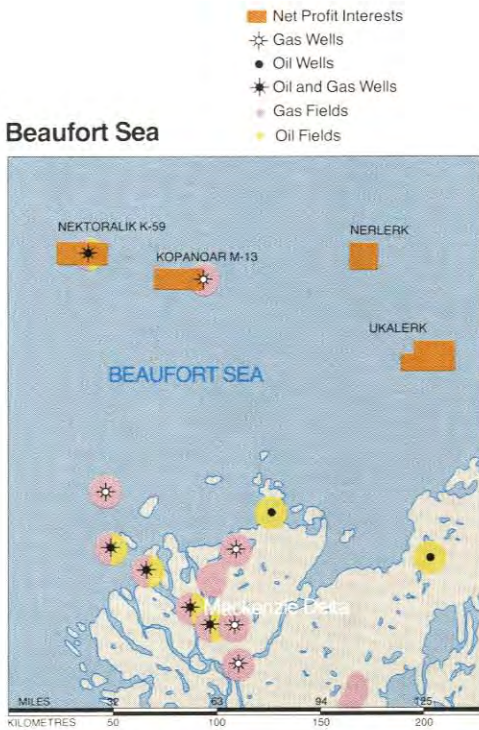 Net Profit Interests
Gas Wells
Oil Wells
Oil and Gas Wells
Gas Fields
Oil Fields
Beaufort Sea
NEKTORALIK K-59
NERLERK
KOPANOAR M-13
UKALERK
BEAUFORT SEA
Mackenzie Delta
MILES 32 63 94 125
KILOMETRES 50 100 150 200